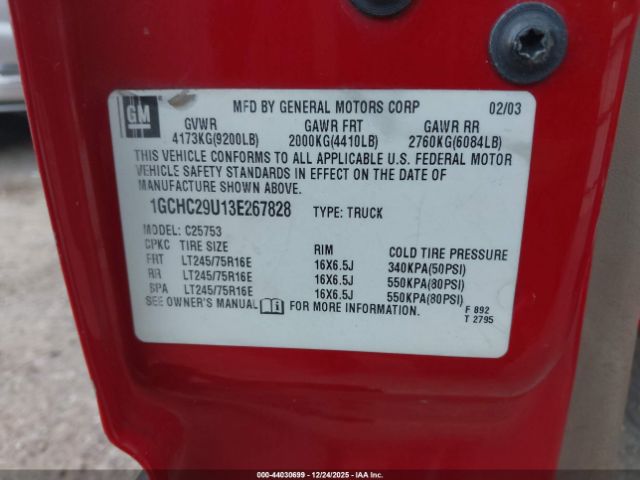 GM
MFD BY GENERAL MOTORS CORP 02/03
GVWR GAWR FRT GAWR RR
4173KG(9200LB) 2000KG(4410LB) 2760KG(6084LB)
THIS VEHICLE CONFORMS TO ALL APPLICABLE U.S. FEDERAL MOTOR
VEHICLE SAFETY STANDARDS IN EFFECT ON THE DATE OF
MANUFACTURE SHOWN ABOVE.
1GCHC29U13E267828 TYPE: TRUCK
MODEL: C25753
CPKC TIRE SIZE RIM COLD TIRE PRESSURE
FRT LT245/75R16E 16X6.5J 340KPA(50PSI)
RR LT245/75R16E 16X6.5J 550KPA(80PSI)
SPA LT245/75R16E 16X6.5J 550KPA(80PSI)
SEE OWNER'S MANUAL i FOR MORE INFORMATION.
F 892
T 2795
000-44030699 - 12/24/2025 - IAAI.COM